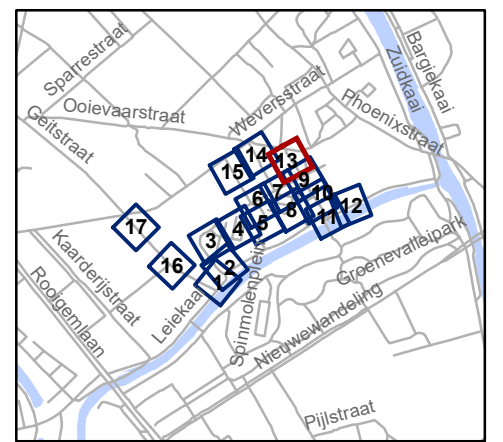 Sparrestraat
Bargiekaai
Zuidkaai
Ooievaarstraat
Weversstraat
Phoenixstraat
Geitstraat
14
13
15
9
7
10
6
8
12
11
5
4
3
17
2
16
1
Kaarderijstraat
Groenevalleipark
Leiekaai
Spinmolenplein
Rooigemlaan
Nieuwewandeling
Pijlstraat